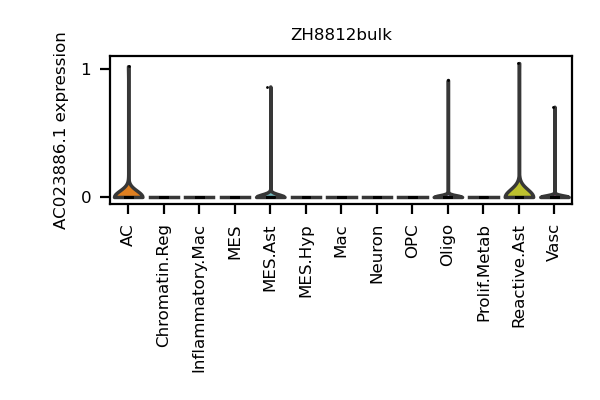 ZH8812bulk
AC023886.1 expression
1
0
AC
Chromatin.Reg
Inflammatory.Mac
MES
MES.Ast
MES.Hyp
Mac
Neuron
OPC
Oligo
Prolif.Metab
Reactive.Ast
Vasc